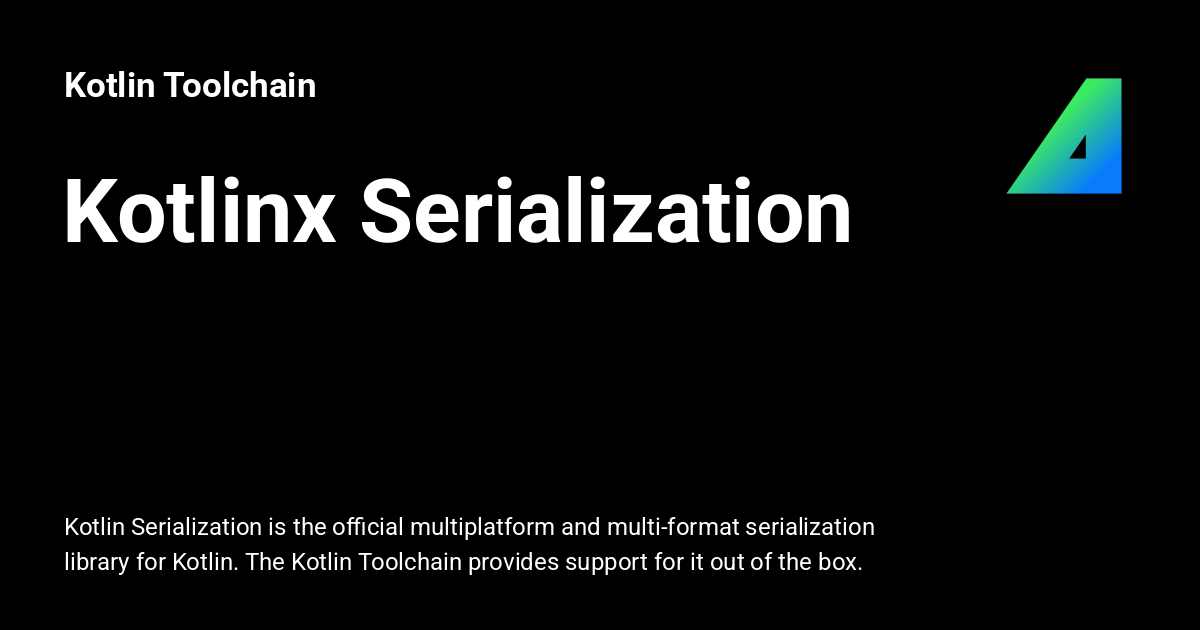 Kotlin Toolchain
Kotlinx Serialization
Kotlin Serialization is the official multiplatform and multi-format serialization
library for Kotlin. The Kotlin Toolchain provides support for it out of the box.